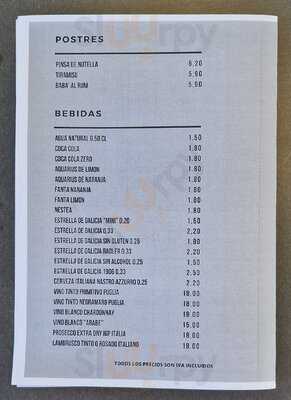 POSTRES
PINSA DE NUTELLA 6,20
TIRAMISU 5,60
BABA' AL RUM 5,60
BEBIDAS
AGUA NATURAL 0.50 CL 1,50
COCA COLA 1,80
COCA COLA ZERO 1,80
AQUARIUS DE LIMON 1,80
AQUARIUS DE NARANJA 1,80
FANTA NARANJA 1,80
FANTA LIMON 1,80
NESTEA 1,80
ESTRELLA DE GALICIA "MINI" 0.20 1,50
ESTRELLA DE GALICIA 0,33 2,20
ESTRELLA DE GALICIA SIN GLUTEN 0.25 1,80
ESTRELLA DE GALICIA RADLER 0.33 2,20
ESTRELLA DE GALICIA SIN ALCOHOL 0.25 1,50
ESTRELLA DE GALICIA 1906 0.33 2,50
CERVEZA ITALIANA NASTRO AZZURRO 0.25 2,20
VINO TINTO PRIMITIVO PUGLIA 18,00
VINO TINTO NEGRAMARO PUGLIA 18,00
VINO BLANCO CHARDONNAY 18,00
VINO BLANCO "ARABE" 15,00
PROSECCO EXTRA DRY WP ITALIA 18,00
LAMBRUSCO TINTO O ROSADO ITALIANO 18,00
TODOS LOS PRECIOS SON IVA INCLUIDOS